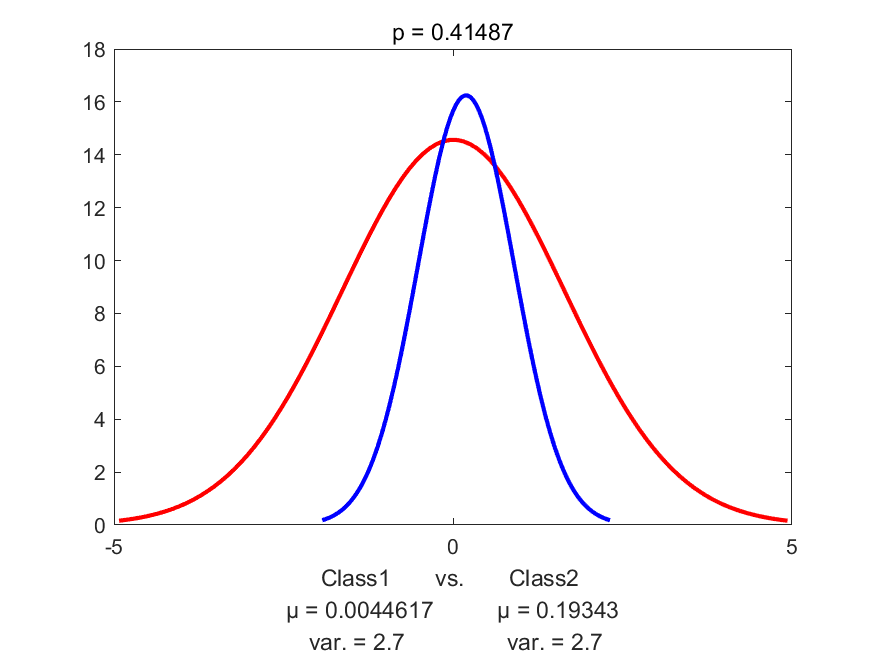 p = 0.41487
18
16
14
12
10
8
6
4
2
0
-5 0 5
Class1 vs. Class2
μ = 0.0044617 μ = 0.19343
var. = 2.7 var. = 2.7